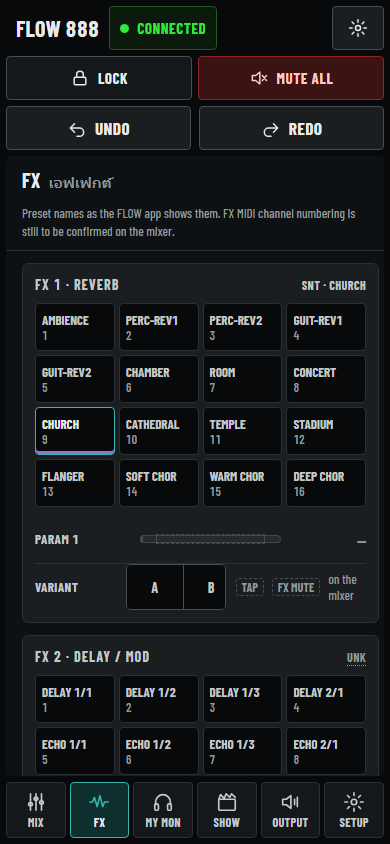 FLOW 888
CONNECTED
LOCK
MUTE ALL
UNDO
REDO
FX เอฟเฟกต์
Preset names as the FLOW app shows them. FX MIDI channel numbering is
still to be confirmed on the mixer.
FX 1 · REVERB
SNT · CHURCH
AMBIENCE PERC-REV1 PERC-REV2 GUIT-REV1
1 2 3 4
GUIT-REV2 CHAMBER ROOM CONCERT
5 6 7 8
CHURCH CATHEDRAL TEMPLE STADIUM
9 10 11 12
FLANGER SOFT CHOR WARM CHOR DEEP CHOR
13 14 15 16
PARAM 1 –
VARIANT A B TAP FX MUTE on the
mixer
FX 2 · DELAY / MOD
UNK
DELAY 1/1 DELAY 1/2 DELAY 1/3 DELAY 2/1
1 2 3 4
ECHO 1/1 ECHO 1/2 ECHO 1/3 ECHO 2/1
5 6 7 8
MIX FX MY MON SHOW OUTPUT SETUP